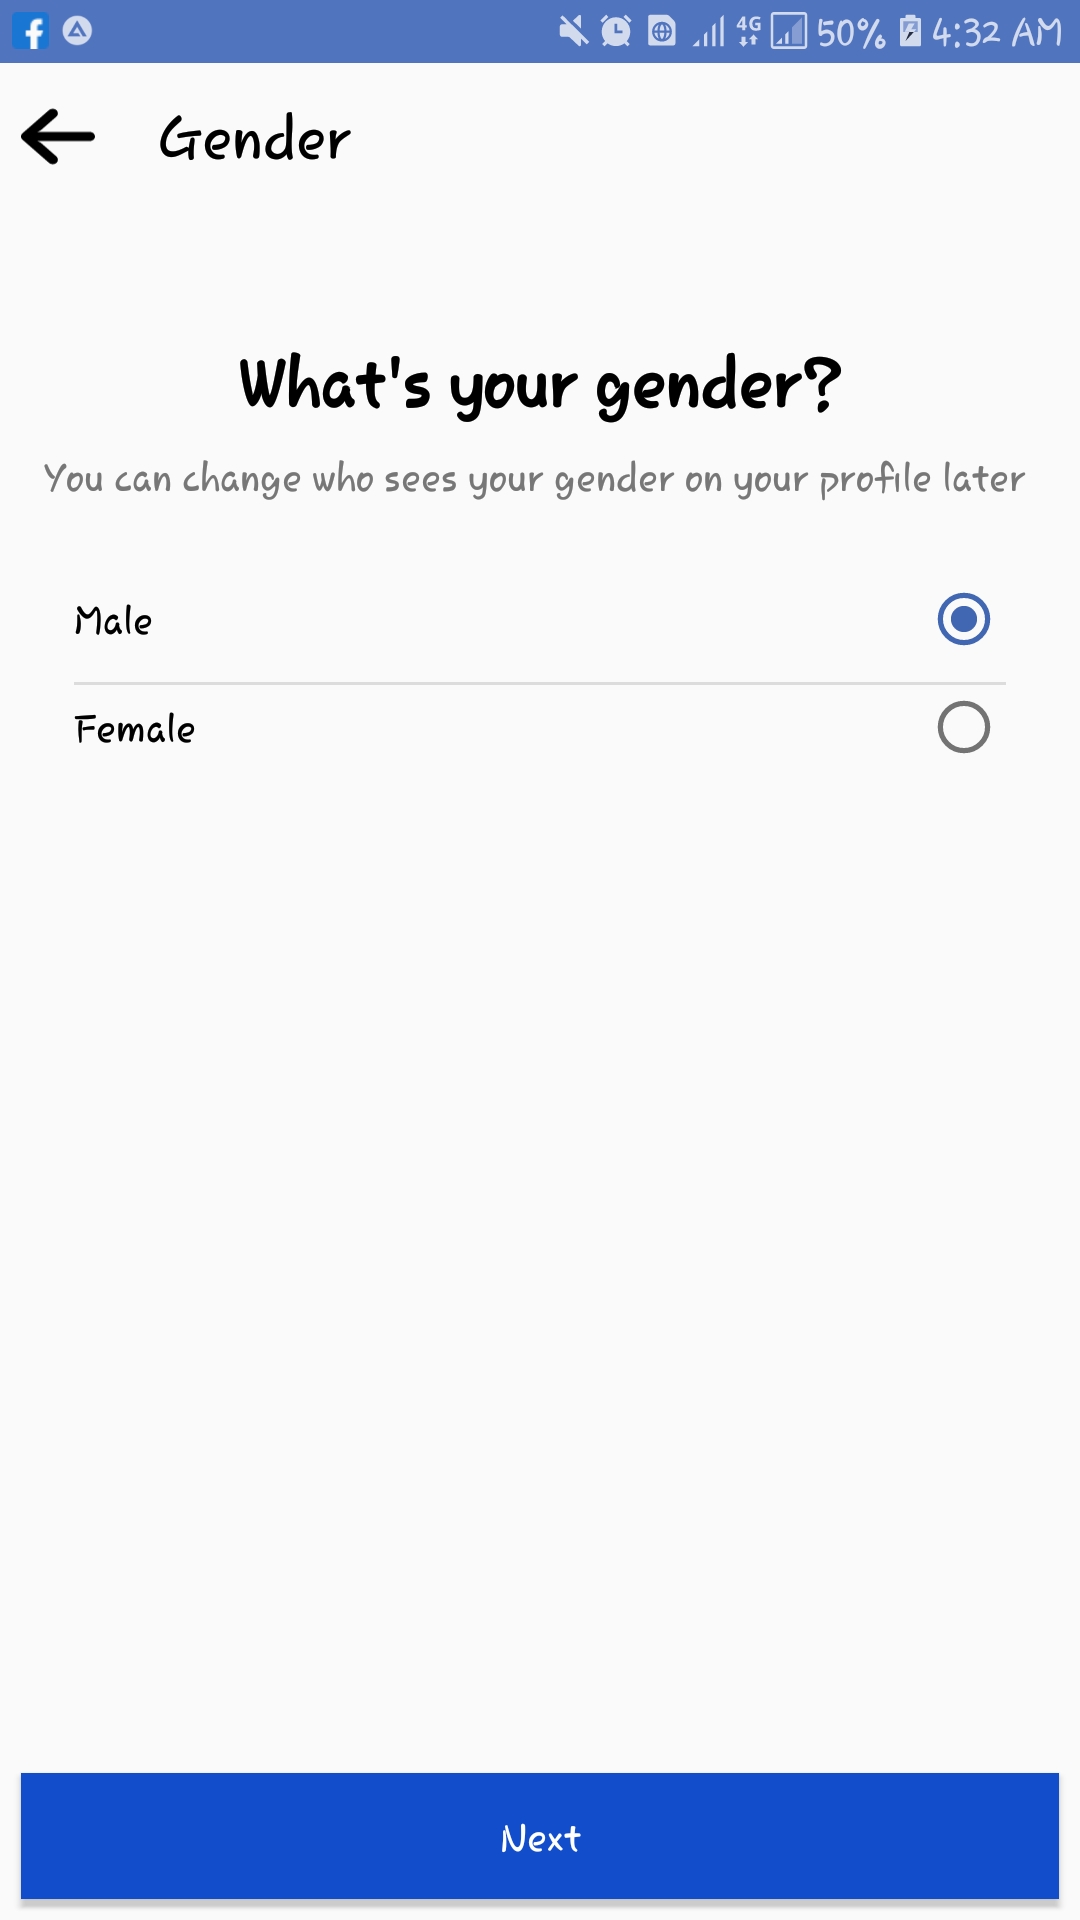 4G 50% 4:32 AM
Gender
What's your gender?
You can change who sees your gender on your profile later
Male
Female
Next